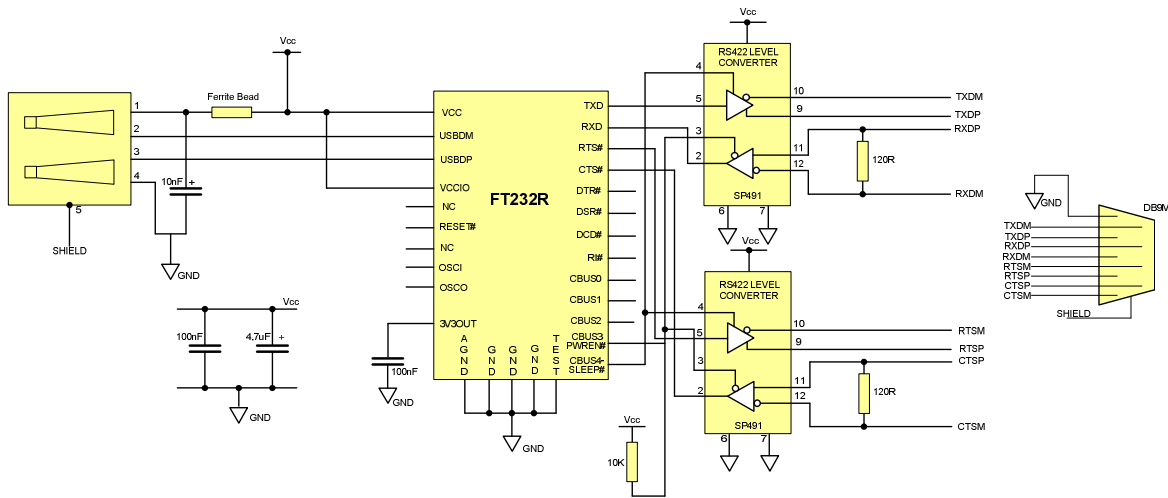 Vcc
Ferrite Bead
1
2
3
4
5
SHIELD
10nF +
GND
VCC
USBDM
USBDP
VCCIO
NC
RESET#
NC
OSCI
OSCO
3V3OUT
FT232R
TXD
RXD
RTS#
CTS#
DTR#
DSR#
DCD#
RI#
CBUS0
CBUS1
CBUS2
CBUS3
PWREN#
CBUS4-
SLEEP#
AGND
GND
GND
GND
TEST
GND
100nF
GND
Vcc
100nF
4.7uF +
GND
Vcc
10K
Vcc
RS422 LEVEL
CONVERTER
4
5
3
2
10
9
11
12
SP491
6
7
TXDM
TXDP
RXDP
120R
RXDM
Vcc
RS422 LEVEL
CONVERTER
4
5
3
2
10
9
11
12
SP491
6
7
RTSM
RTSP
CTSP
120R
CTSM
GND
DB9M
TXDM
TXDP
RXDP
RXDM
RTSM
RTSP
CTSP
CTSM
SHIELD